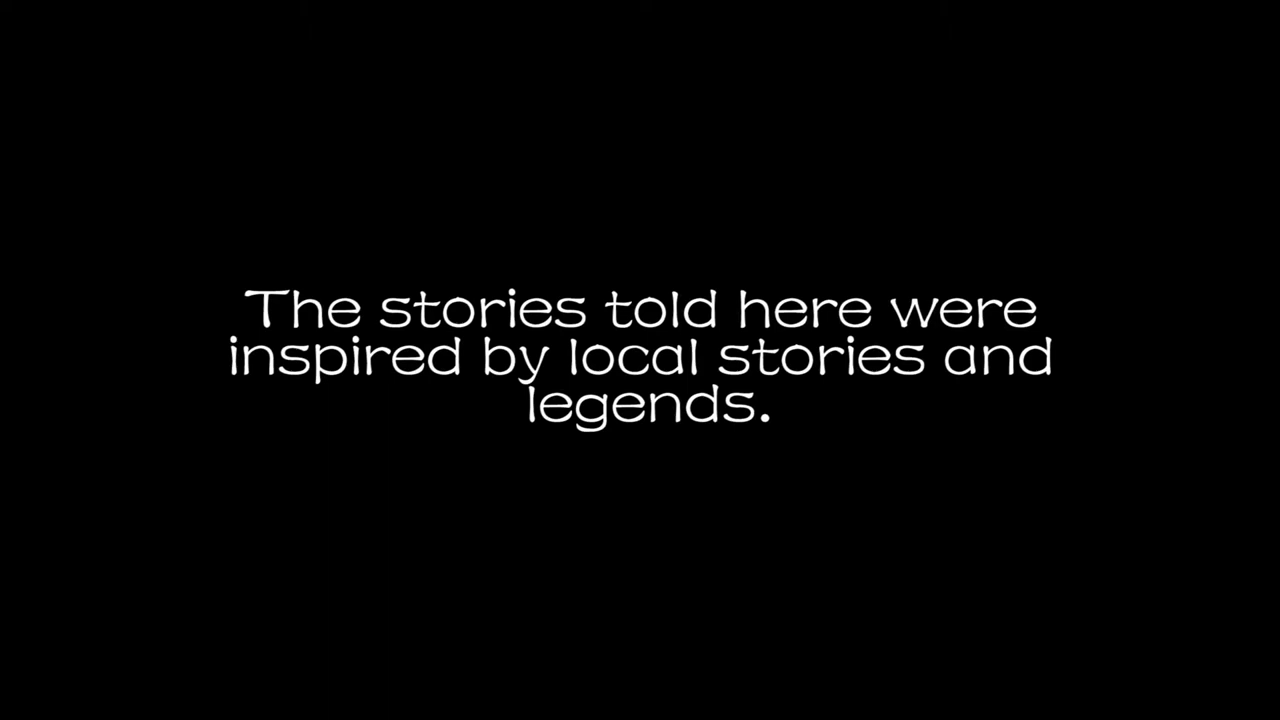 The stories told here were
inspired by local stories and
legends.